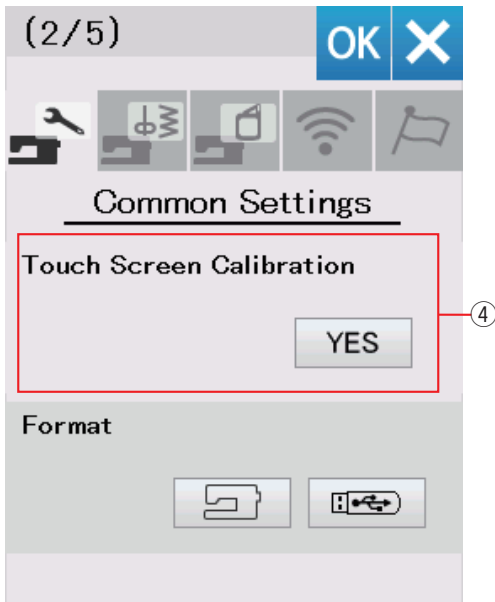 (2/5)
OK
Common Settings
Touch Screen Calibration
YES
④
Format